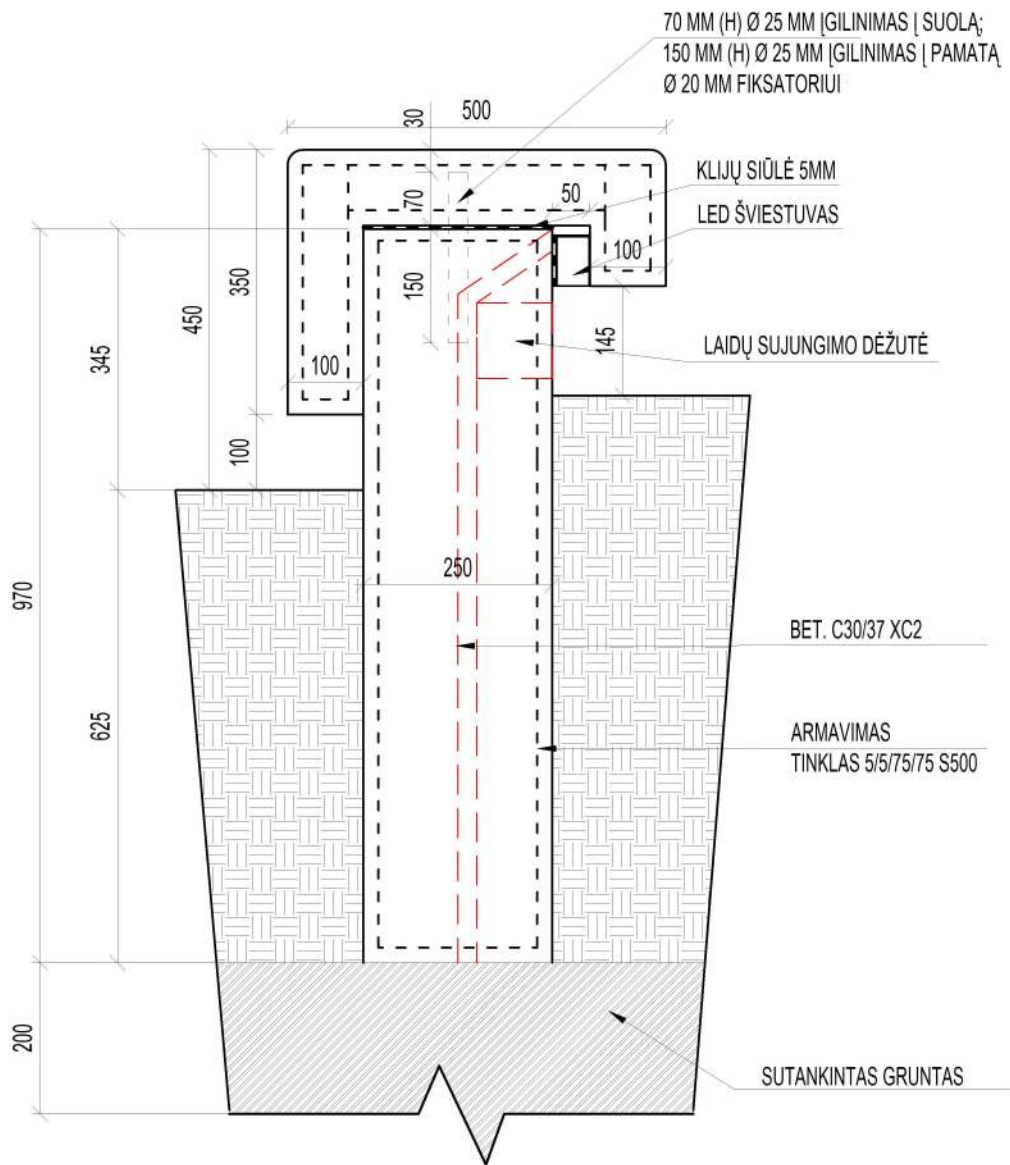 70 MM (H) Ø 25 MM ĮGILINIMAS Į SUOLĄ;
150 MM (H) Ø 25 MM ĮGILINIMAS Į PAMATĄ
Ø 20 MM FIKSATORIUI
500
30
KLIJŲ SIŪLĖ 5MM
50
70
LED ŠVIESTUVAS
100
350
150
450
345
145
LAIDŲ SUJUNGIMO DĖŽUTĖ
100
100
250
970
BET. C30/37 XC2
625
ARMAVIMAS
TINKLAS 5/5/75/75 S500
200
SUTANKINTAS GRUNTAS